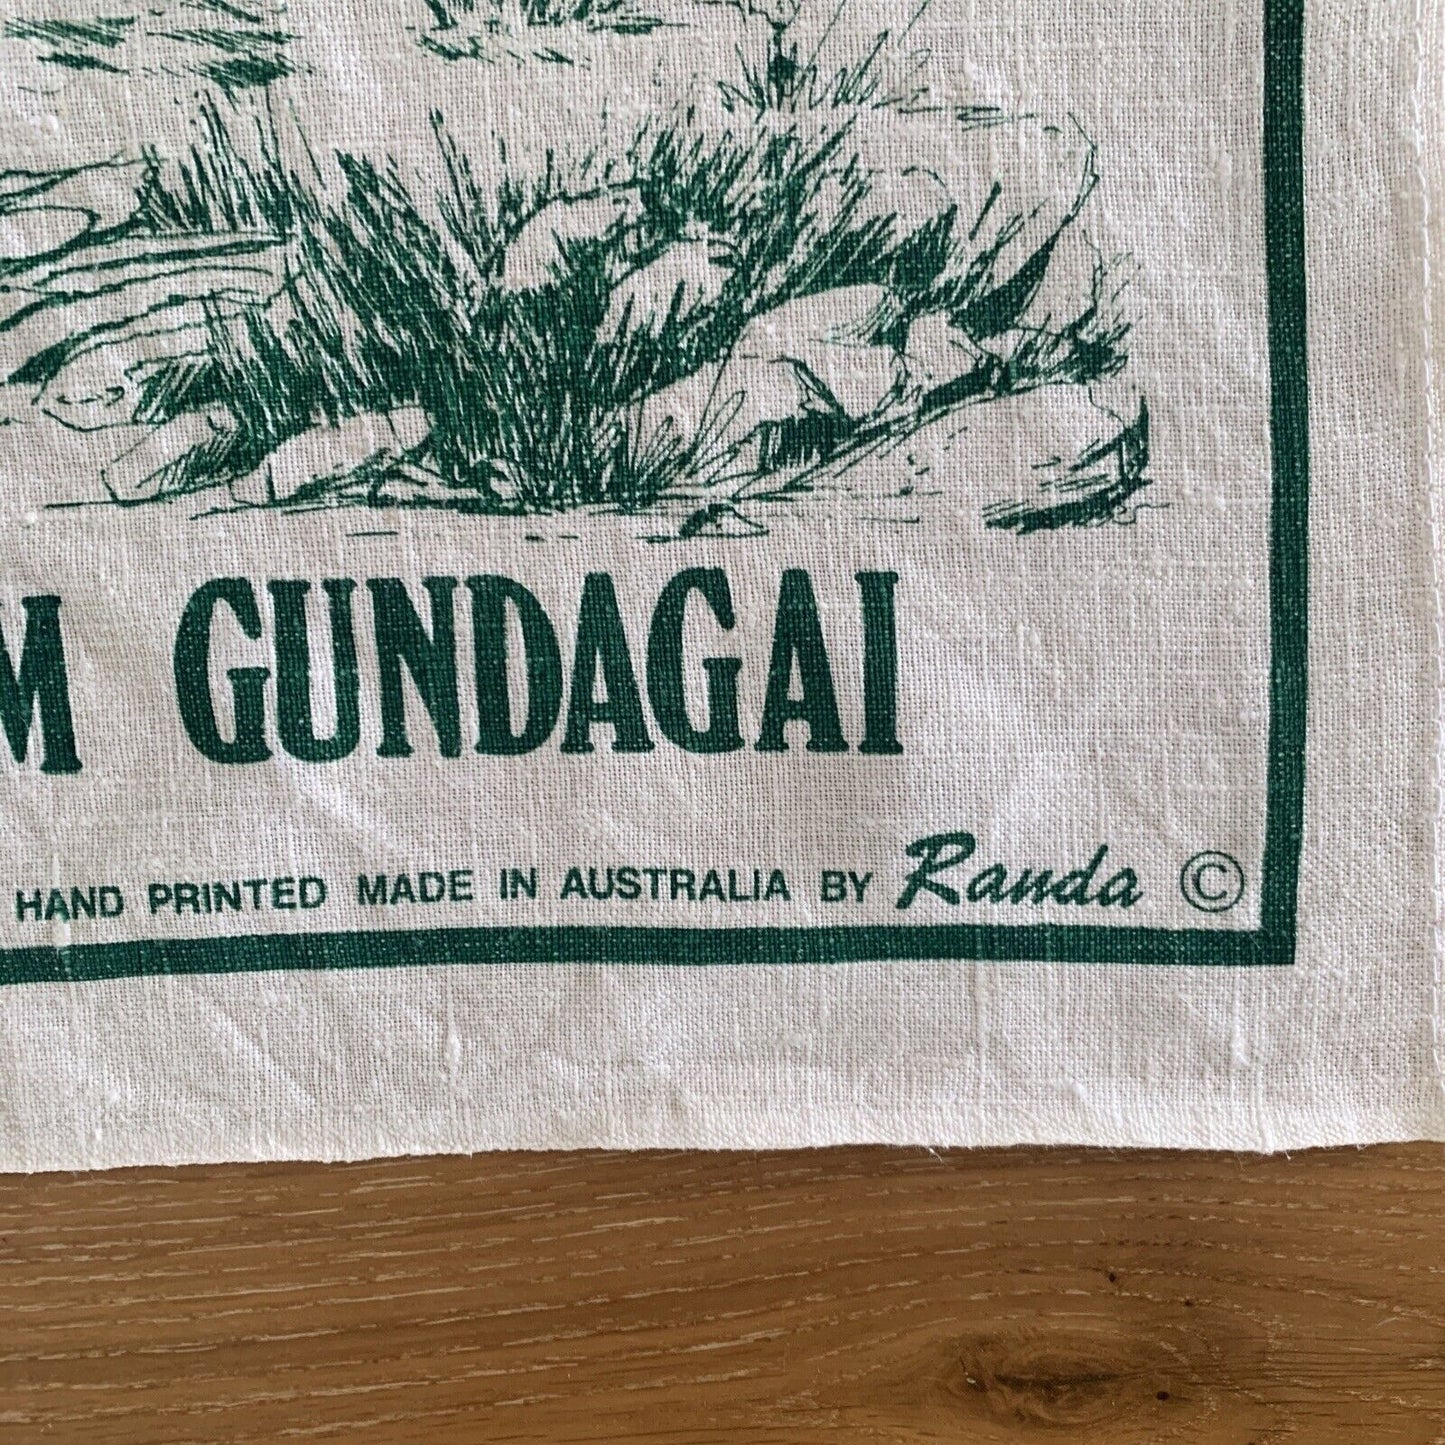 GUNDAGAI
HAND PRINTED MADE IN AUSTRALIA BY Randa ©